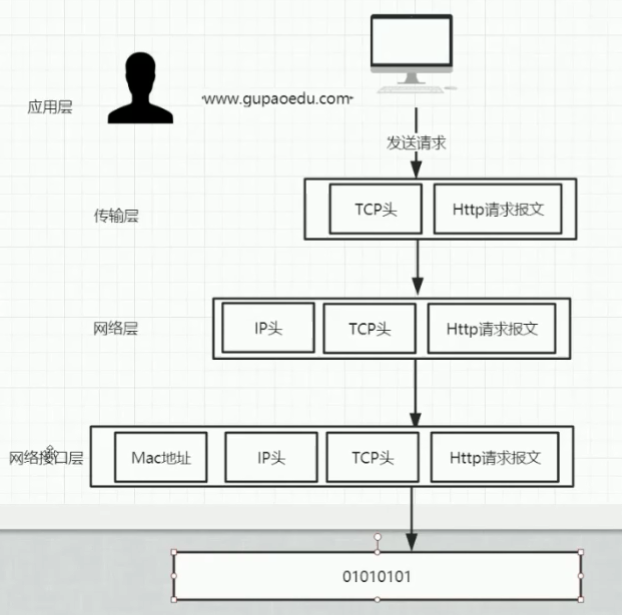 应用层
www.gupaoedu.com
发送请求
传输层
TCP头
Http请求报文
网络层
IP头
TCP头
Http请求报文
网络接口层
Mac地址
IP头
TCP头
Http请求报文
01010101